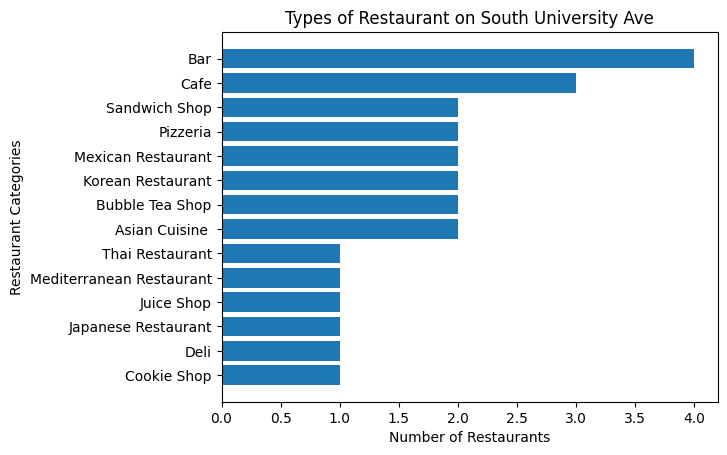 Types of Restaurant on South University Ave
Restaurant Categories
Bar
Cafe
Sandwich Shop
Pizzeria
Mexican Restaurant
Korean Restaurant
Bubble Tea Shop
Asian Cuisine
Thai Restaurant
Mediterranean Restaurant
Juice Shop
Japanese Restaurant
Deli
Cookie Shop
0.0 0.5 1.0 1.5 2.0 2.5 3.0 3.5 4.0
Number of Restaurants